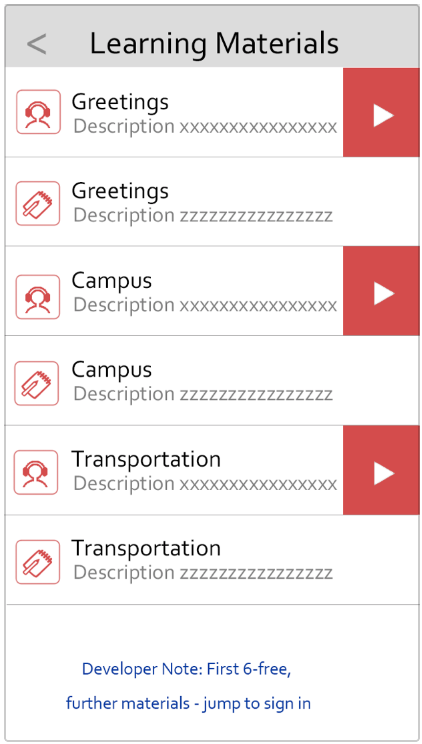 < Learning Materials
Greetings
Description xxxxxxxxxxxxxxxx
Greetings
Description zzzzzzzzzzzzzzzz
Campus
Description xxxxxxxxxxxxxxxx
Campus
Description zzzzzzzzzzzzzzzz
Transportation
Description xxxxxxxxxxxxxxxx
Transportation
Description zzzzzzzzzzzzzzzz
Developer Note: First 6-free,
further materials - jump to sign in